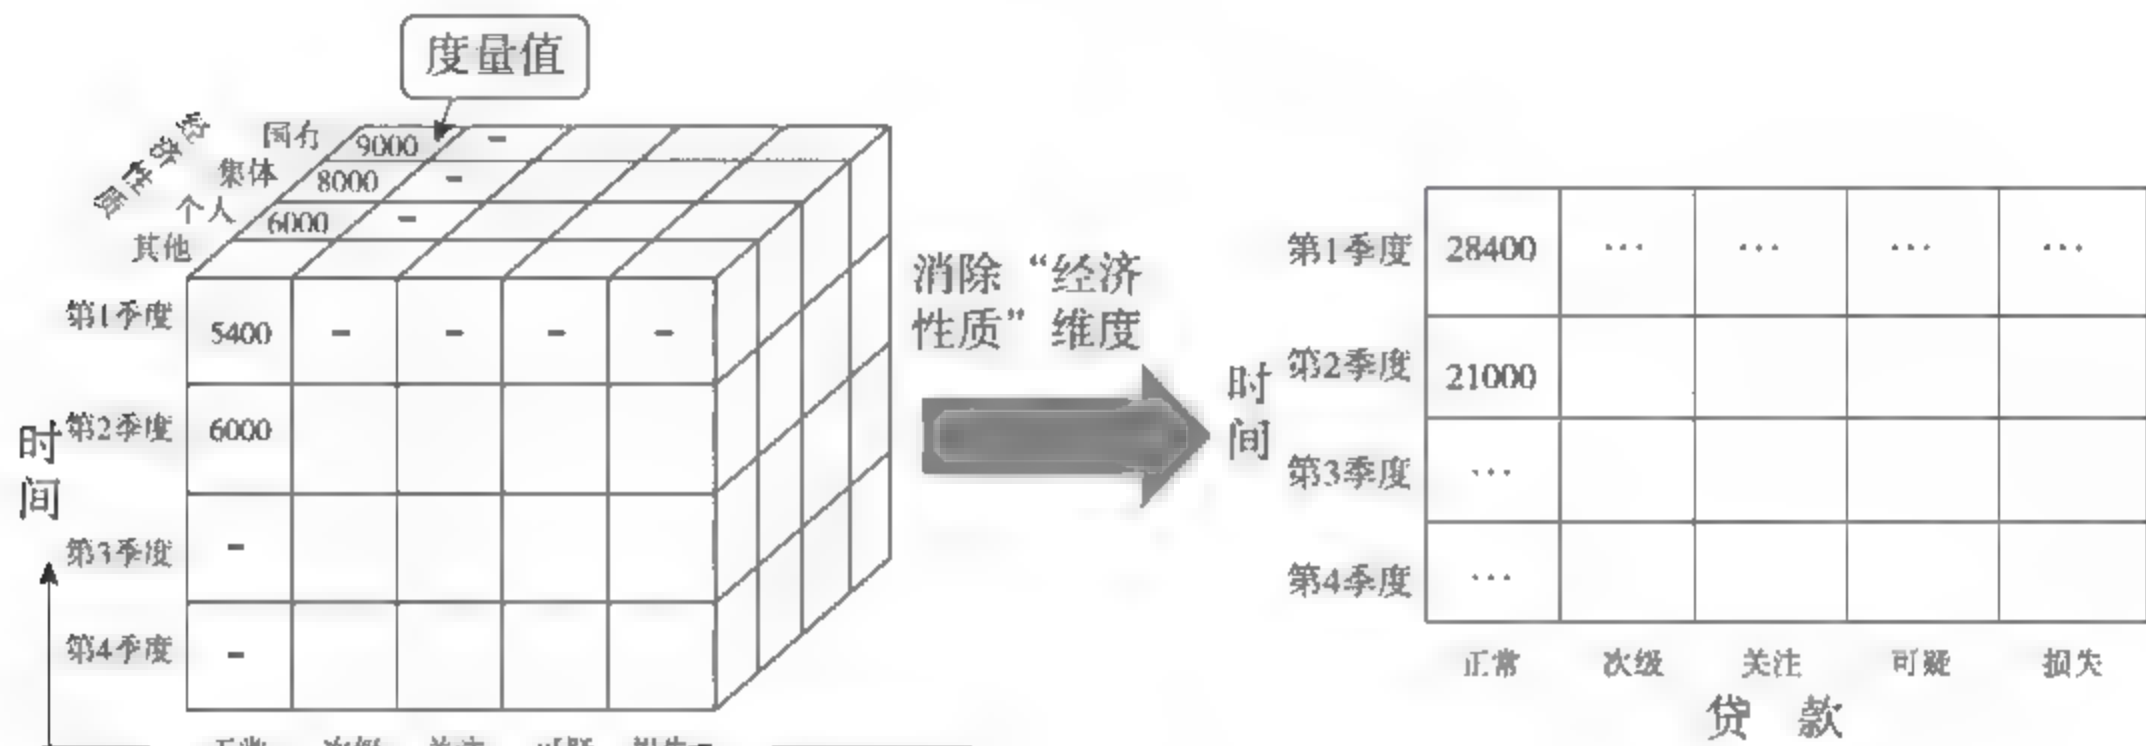 度量值
经济性质
国有 9000 -
集体 8000 -
个人 6000 -
其他
第1季度 5400 - - - -
第2季度 6000
第3季度 -
第4季度 -
时间
消除“经济
性质”维度
时间
第1季度 28400 … … … …
第2季度 21000
第3季度 …
第4季度 …
正常 次级 关注 可疑 损失
贷 款